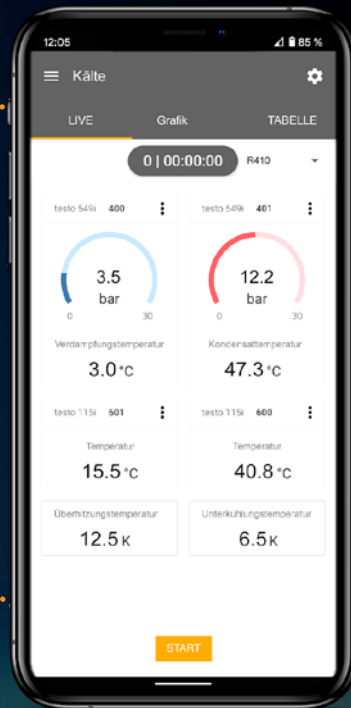 12:05 85 %
Kälte
LIVE Grafik TABELLE
0 | 00:00:00 R410
testo 549i 400 testo 549i 401
3.5 12.2
bar bar
0 30 0 30
Verdampfungstemperatur Kondensattemperatur
3.0 °C 47.3 °C
testo 115i 601 testo 115i 600
Temperatur Temperatur
15.5 °C 40.8 °C
Überhitzungstemperatur Unterkühlungstemperatur
12.5 K 6.5 K
START